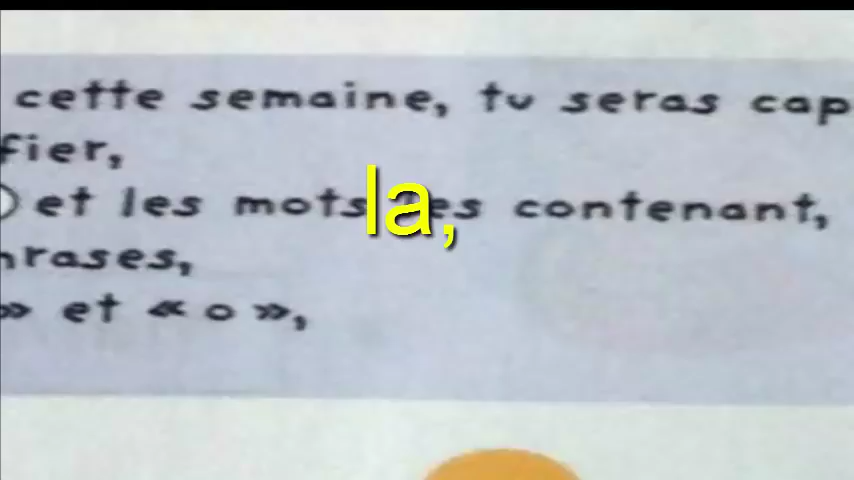 cette semaine, tu seras cap
fier,
et les mots es contenant,
la,
rases,
» et « o »,